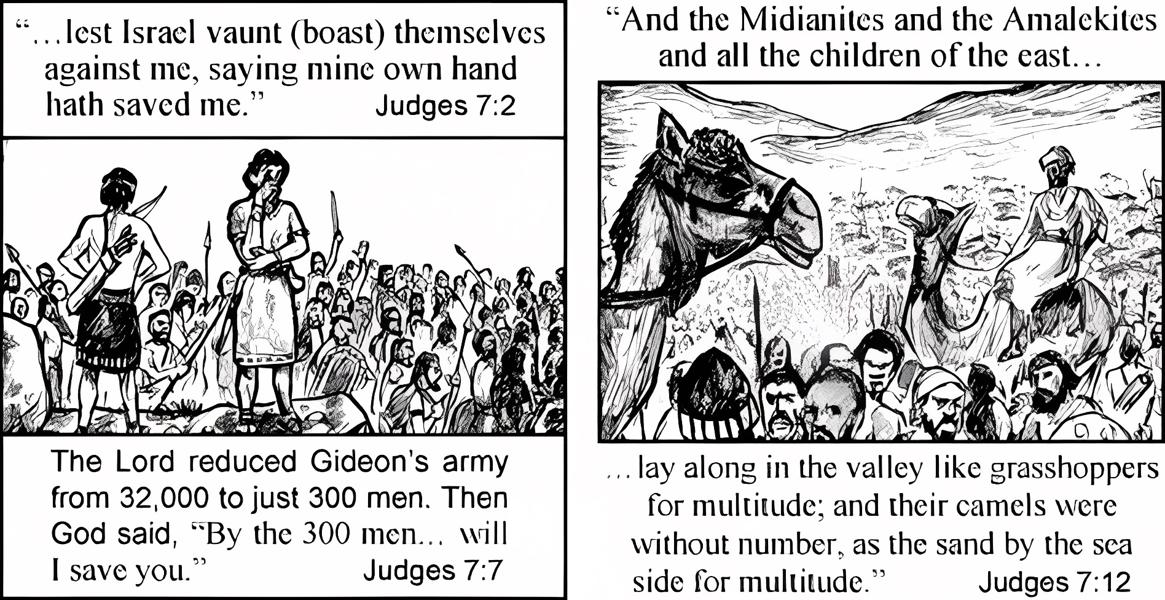 “...lest Israel vaunt (boast) themselves
against me, saying mine own hand
hath saved me.” Judges 7:2
The Lord reduced Gideon's army
from 32,000 to just 300 men. Then
God said, “By the 300 men... will
I save you.” Judges 7:7
“And the Midianites and the Amalekites
and all the children of the east...
...lay along in the valley like grasshoppers
for multitude; and their camels were
without number, as the sand by the sea
side for multitude.” Judges 7:12